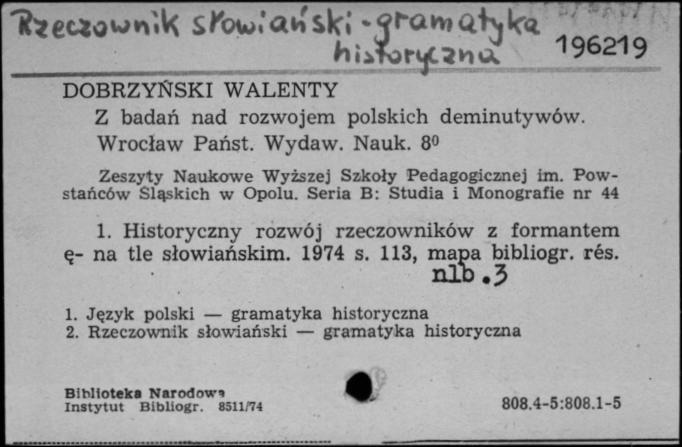 Rzeczownik słowiański - gramatyka
historyczna
196219
DOBRZYŃSKI WALENTY
Z badań nad rozwojem polskich deminutywów.
Wrocław Państ. Wydaw. Nauk. 8⁰
Zeszyty Naukowe Wyższej Szkoły Pedagogicznej im. Pow-
stańców Śląskich w Opolu. Seria B: Studia i Monografie nr 44
1. Historyczny rozwój rzeczowników z formantem
ę- na tle słowiańskim. 1974 s. 113, mapa bibliogr. rés.
nlb. 3
1. Język polski — gramatyka historyczna
2. Rzeczownik słowiański — gramatyka historyczna
Biblioteka Narodowa
Instytut Bibliogr. 8511/74
808.4-5:808.1-5